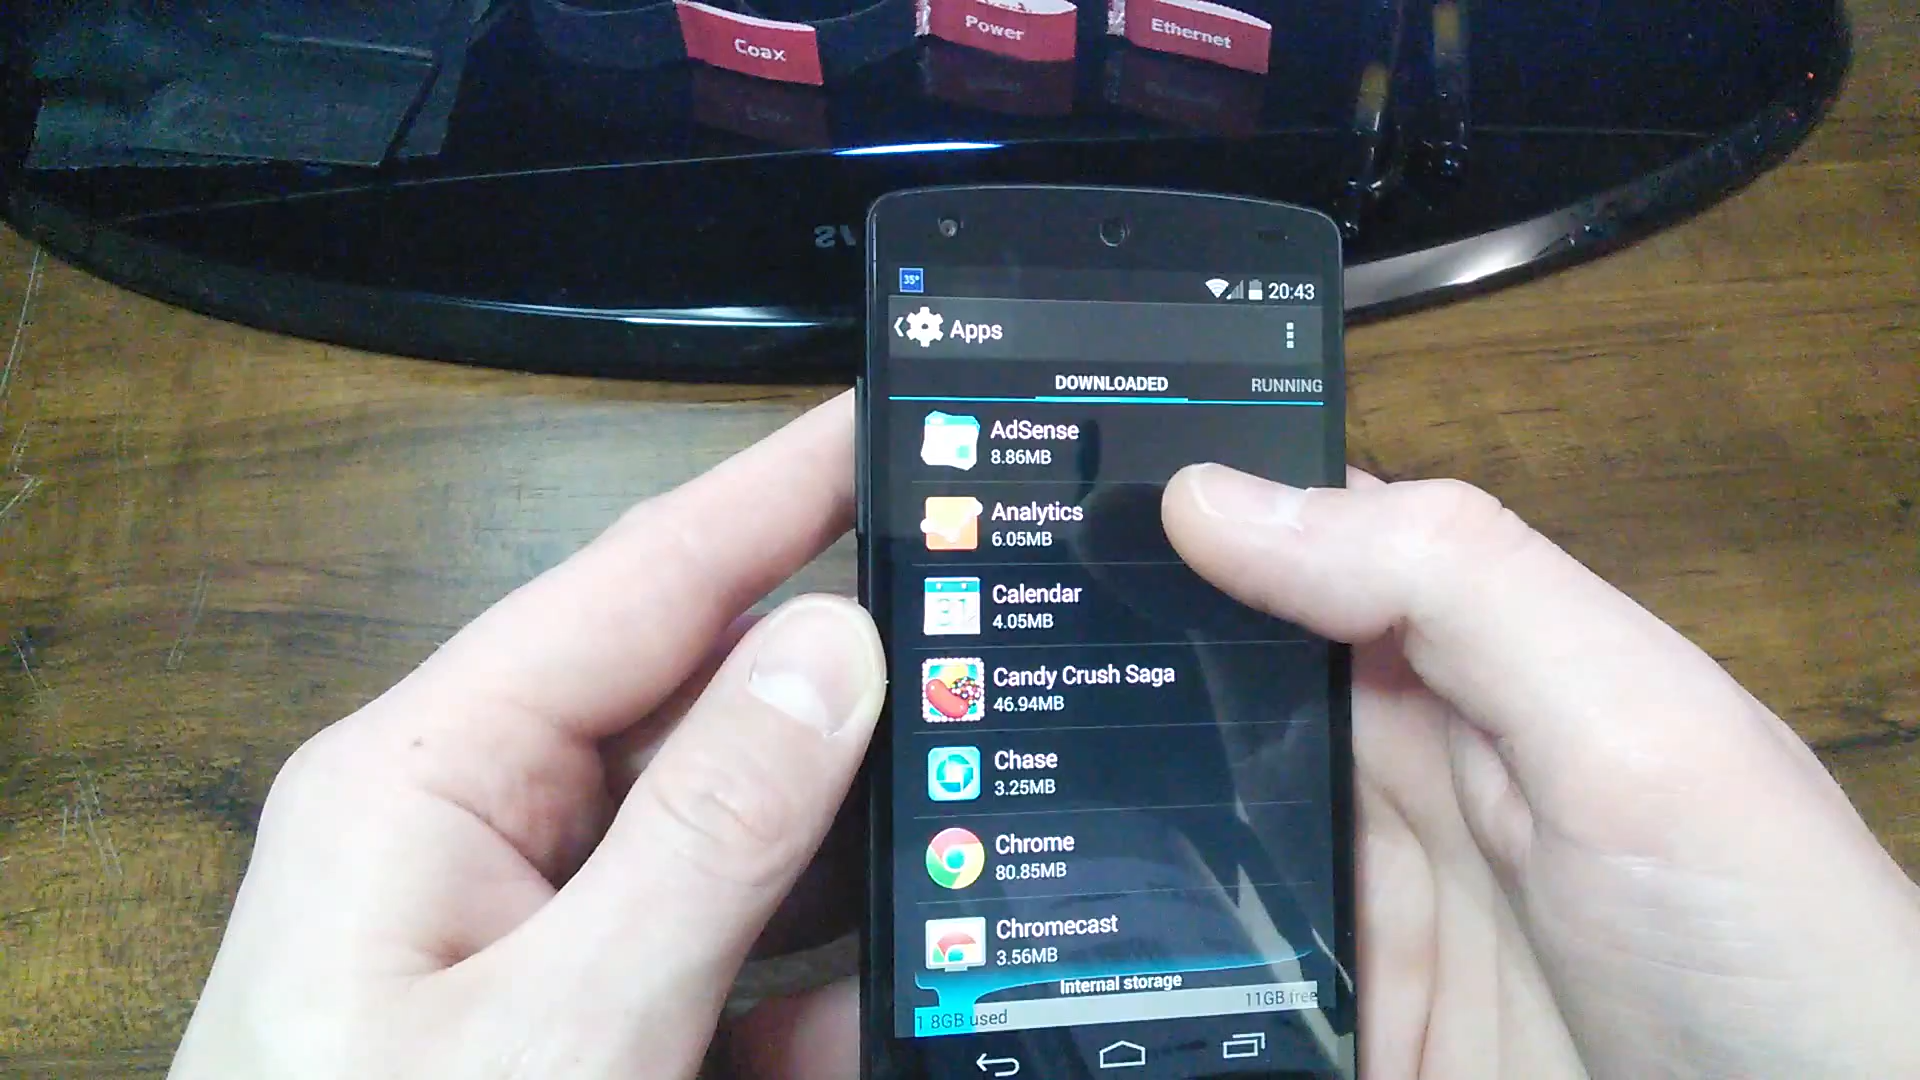 Coax
Power
Ethernet
35°
20:43
Apps
DOWNLOADED
RUNNING
AdSense
8.86MB
Analytics
6.05MB
Calendar
4.05MB
31
Candy Crush Saga
46.94MB
Chase
3.25MB
Chrome
80.85MB
Chromecast
3.56MB
Internal storage
1.8GB used
11GB free